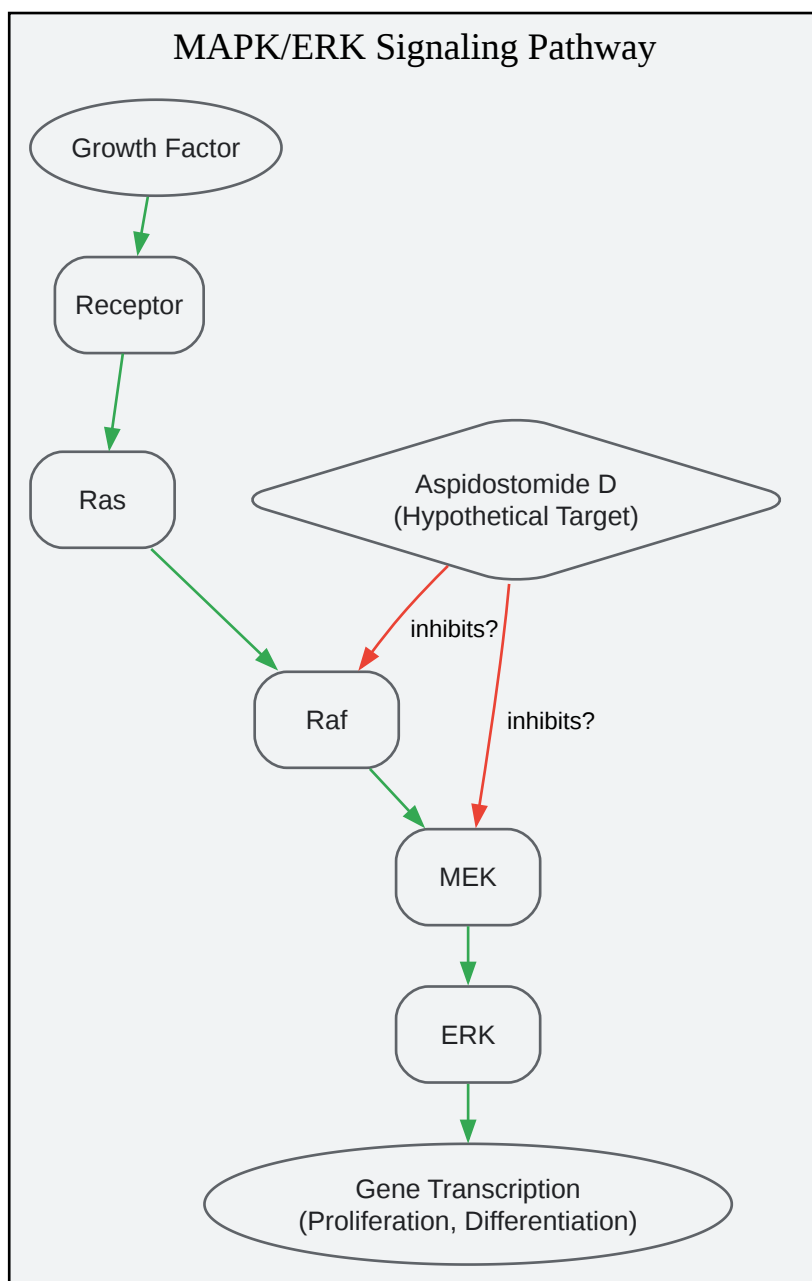 MAPK/ERK Signaling Pathway
Growth Factor
Receptor
Ras
Aspidostomide D
(Hypothetical Target)
inhibits?
Raf
inhibits?
MEK
ERK
Gene Transcription
(Proliferation, Differentiation)